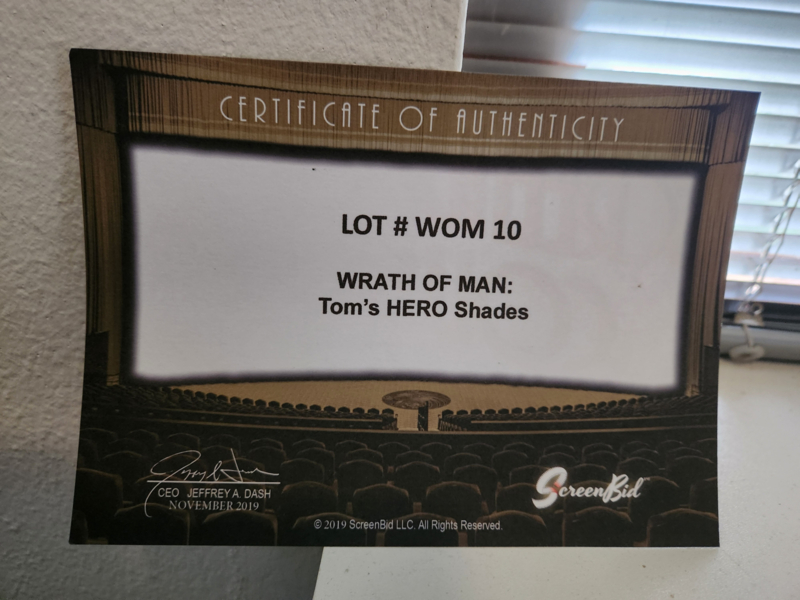 CERTIFICATE OF AUTHENTICITY
LOT # WOM 10
WRATH OF MAN:
Tom's HERO Shades
CEO JEFFREY A. DASH
NOVEMBER 2019
ScreenBid™
© 2019 ScreenBid LLC. All Rights Reserved.